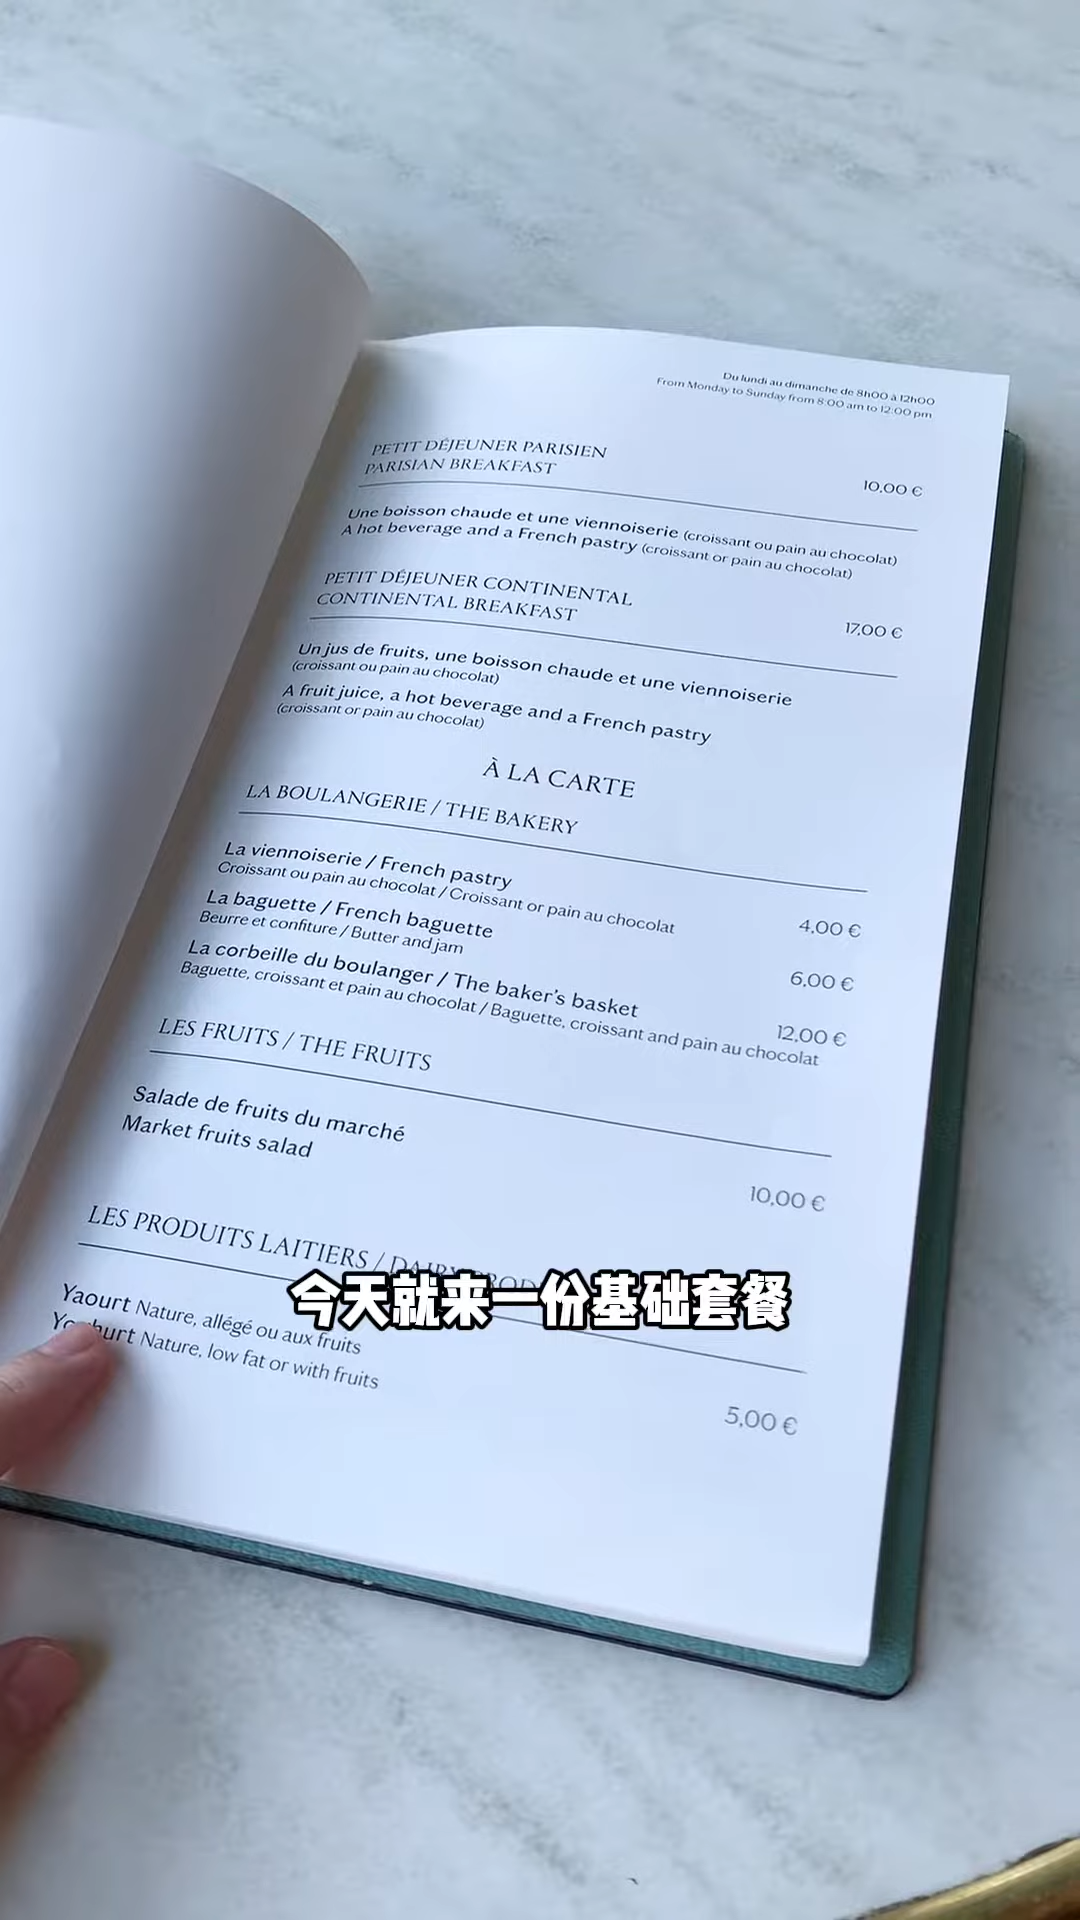 Du lundi au dimanche de 8h00 à 12h00
From Monday to Sunday from 8:00 am to 12:00 pm
PETIT DÉJEUNER PARISIEN
PARISIAN BREAKFAST
10,00 €
Une boisson chaude et une viennoiserie (croissant ou pain au chocolat)
A hot beverage and a French pastry (croissant or pain au chocolat)
PETIT DÉJEUNER CONTINENTAL
CONTINENTAL BREAKFAST
17,00 €
Un jus de fruits, une boisson chaude et une viennoiserie
(croissant ou pain au chocolat)
A fruit juice, a hot beverage and a French pastry
(croissant or pain au chocolat)
À LA CARTE
LA BOULANGERIE / THE BAKERY
La viennoiserie / French pastry
Croissant ou pain au chocolat / Croissant or pain au chocolat
4,00 €
La baguette / French baguette
Beurre et confiture / Butter and jam
6,00 €
La corbeille du boulanger / The baker's basket
12,00 €
Baguette, croissant et pain au chocolat / Baguette, croissant and pain au chocolat
LES FRUITS / THE FRUITS
Salade de fruits du marché
Market fruits salad
10,00 €
LES PRODUITS LAITIERS / DAIRY
今天就来一份基础套餐
Yaourt Nature, allégé ou aux fruits
Yoghurt Nature, low fat or with fruits
5,00 €